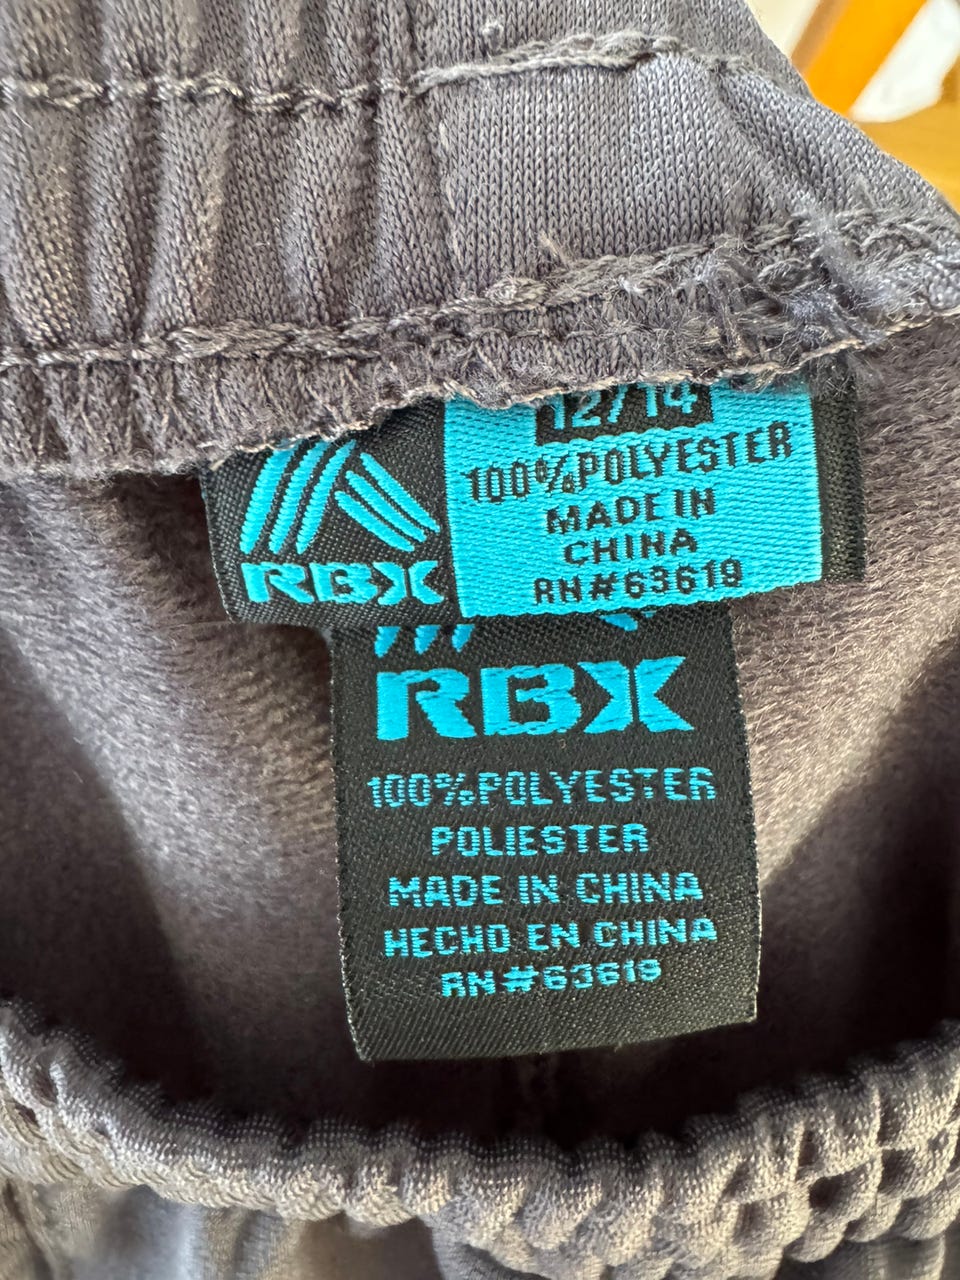 12/14
100%POLYESTER
MADE IN
CHINA
RN#63619
RBX
RBX
100%POLYESTER
POLIESTER
MADE IN CHINA
HECHO EN CHINA
RN#63619